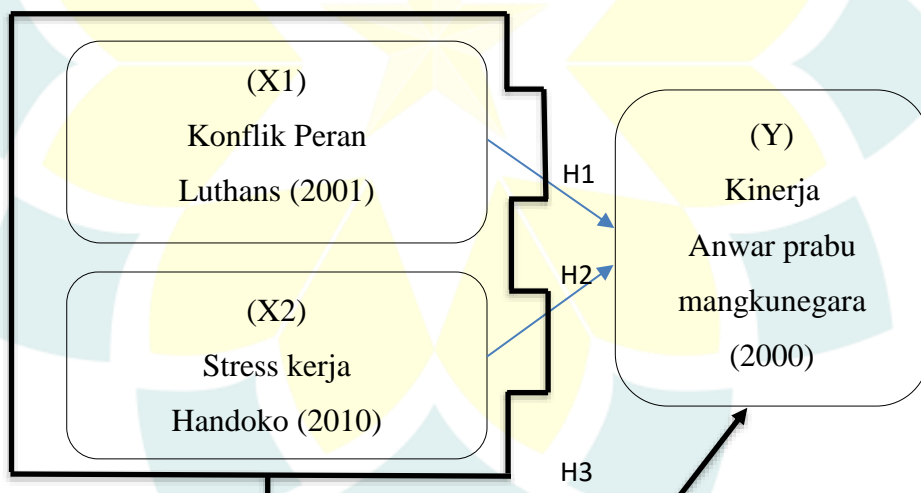 (X1)
Konflik Peran
Luthans (2001)
H1
(Y)
Kinerja
Anwar prabu
mangkunegara
(2000)
H2
(X2)
Stress kerja
Handoko (2010)
H3